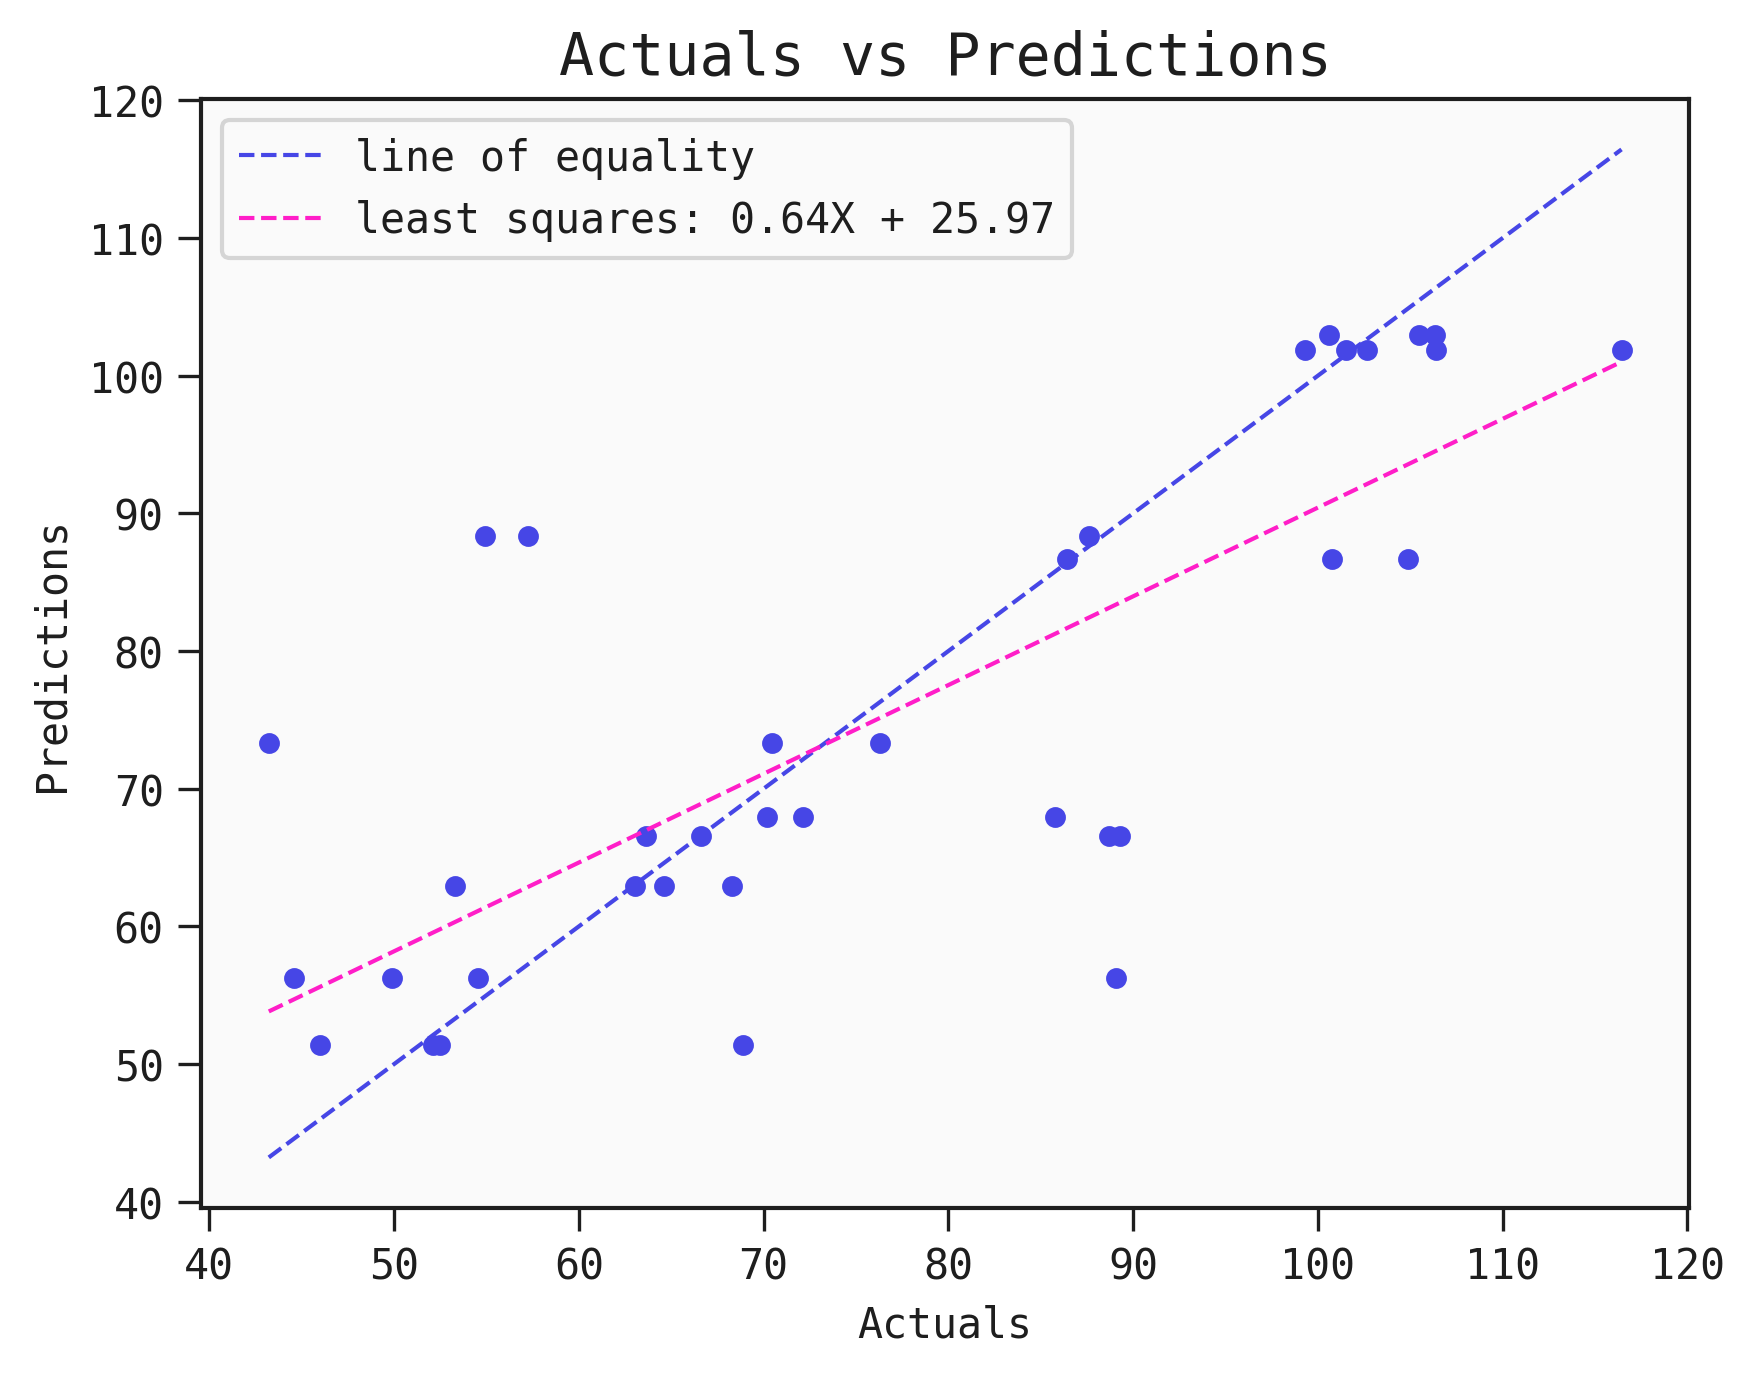 Actuals vs Predictions
line of equality
least squares: 0.64X + 25.97
120
110
100
90
80
70
60
50
40
Predictions
40 50 60 70 80 90 100 110 120
Actuals